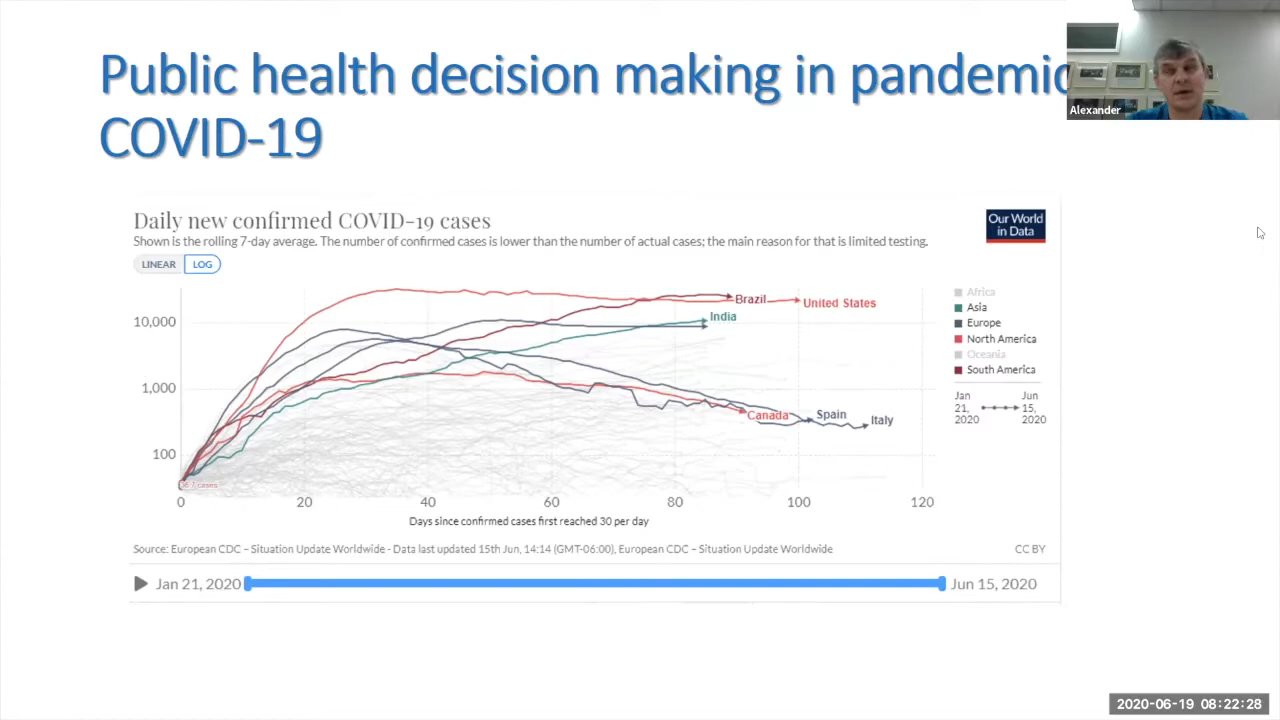 Public health decision making in pandemic
COVID-19
Alexander
Daily new confirmed COVID-19 cases
Shown is the rolling 7-day average. The number of confirmed cases is lower than the number of actual cases; the main reason for that is limited testing.
Our World
in Data
LINEAR LOG
10,000
1,000
100
Brazil
United States
India
Canada
Spain
Italy
36.7 cases
0 20 40 60 80 100 120
Days since confirmed cases first reached 30 per day
Africa
Asia
Europe
North America
Oceania
South America
Jan 21, 2020
Jun 15, 2020
Source: European CDC – Situation Update Worldwide - Data last updated 15th Jun, 14:14 (GMT-06:00), European CDC – Situation Update Worldwide
CC BY
Jan 21, 2020 Jun 15, 2020
2020-06-19 08:22:28